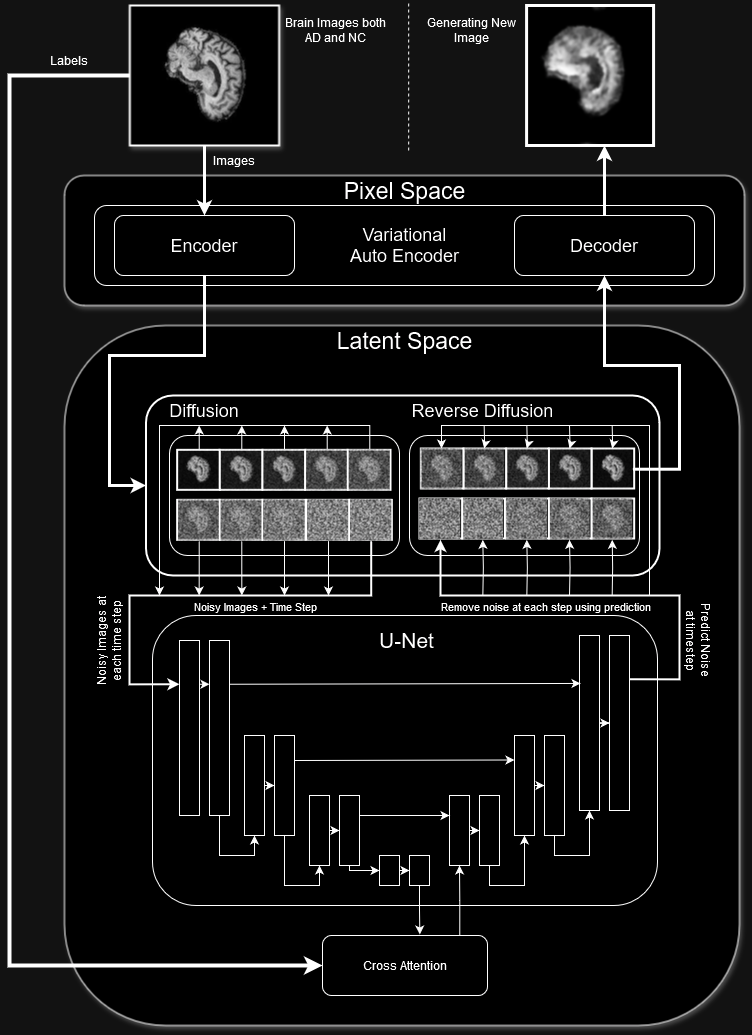 Brain Images both
AD and NC
Generating New
Image
Labels
Images
Pixel Space
Encoder
Variational
Auto Encoder
Decoder
Latent Space
Diffusion
Reverse Diffusion
Noisy Images + Time Step
Remove noise at each step using prediction
Noisy Images at
each time step
Predict Noise
at timestep
U-Net
Cross Attention